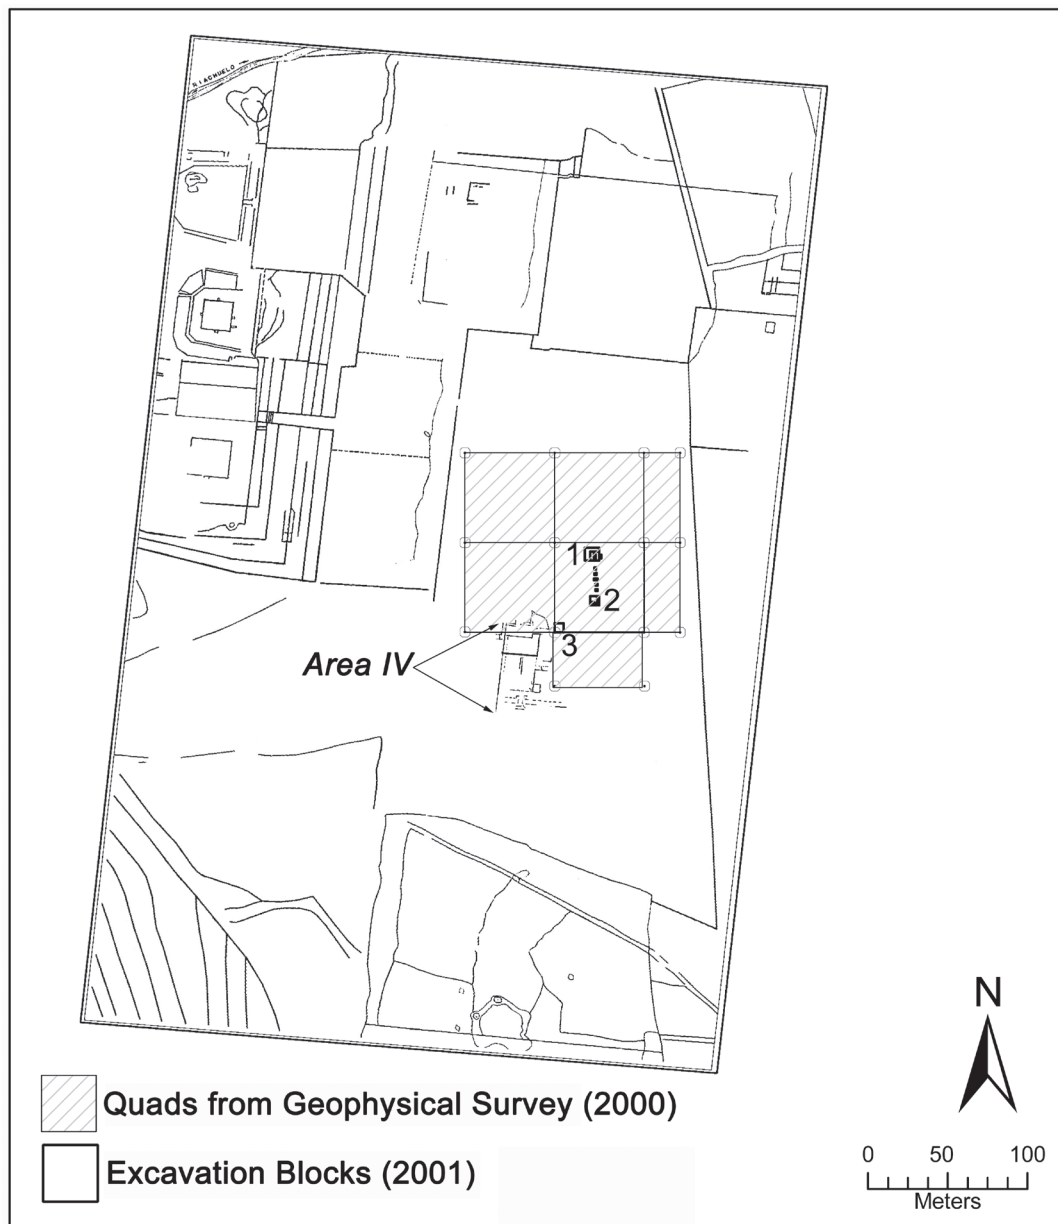 RIACHUELO
1
2
3
Area IV
N
Quads from Geophysical Survey (2000)
Excavation Blocks (2001)
0 50 100
Meters